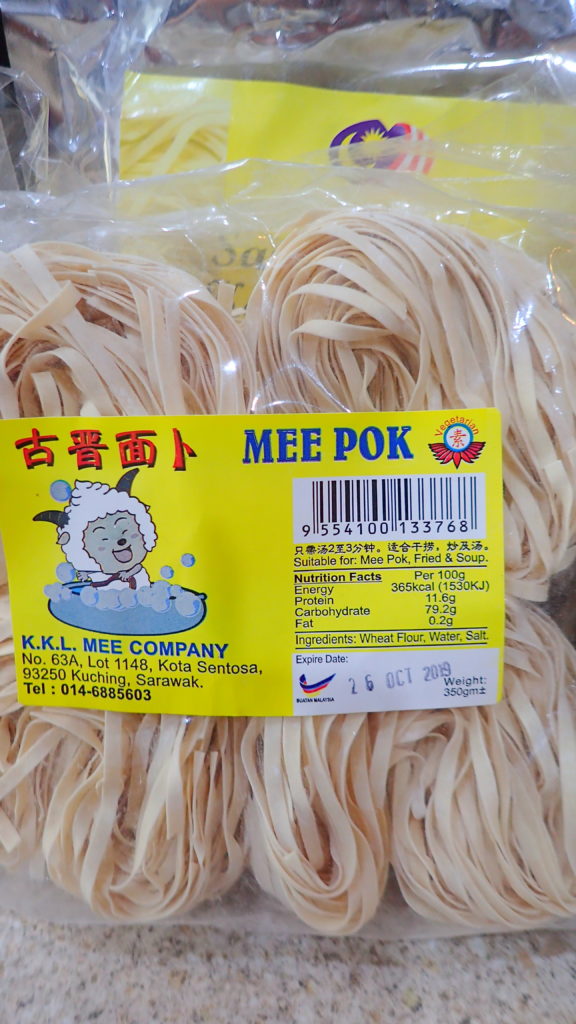 古晋面卜
MEE POK
Vegetarian
素
9 554100 133768
只需汤2至3分钟。适合干捞，炒及汤。
Suitable for: Mee Pok, Fried & Soup.
Nutrition Facts Per 100g
Energy 365kcal (1530KJ)
Protein 11.6g
Carbohydrate 79.2g
Fat 0.2g
Ingredients: Wheat Flour, Water, Salt.
Expire Date:
26 OCT 2019
Weight:
350gm±
BUATAN MALAYSIA
K.K.L. MEE COMPANY
No. 63A, Lot 1148, Kota Sentosa,
93250 Kuching, Sarawak.
Tel : 014-6885603